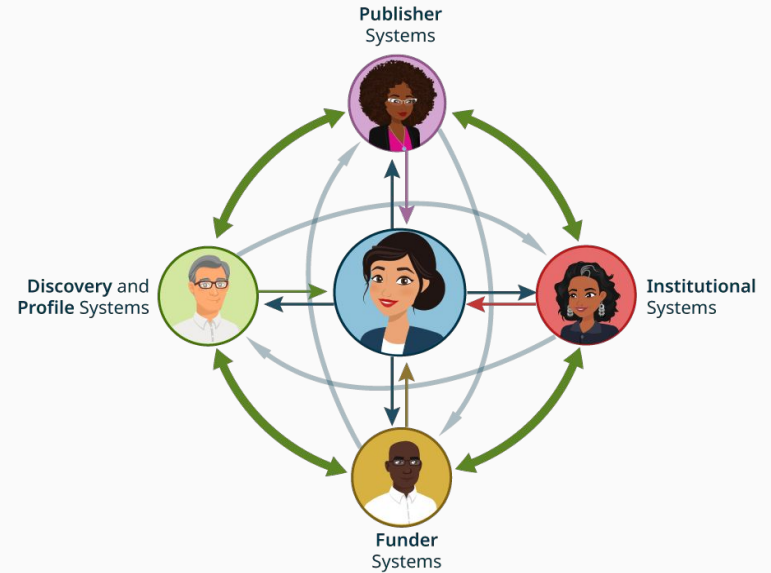 Publisher
Systems
Discovery and
Profile Systems
Institutional
Systems
Funder
Systems